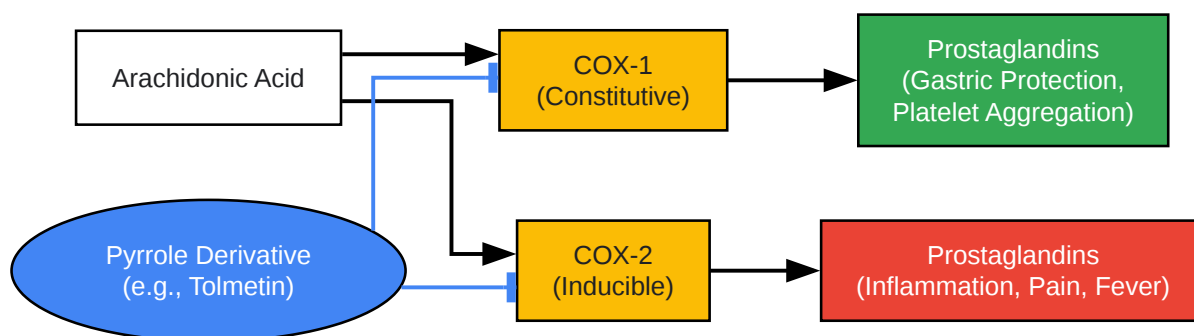 Arachidonic Acid
COX-1
(Constitutive)
Prostaglandins
(Gastric Protection,
Platelet Aggregation)
Pyrrole Derivative
(e.g., Tolmetin)
COX-2
(Inducible)
Prostaglandins
(Inflammation, Pain, Fever)